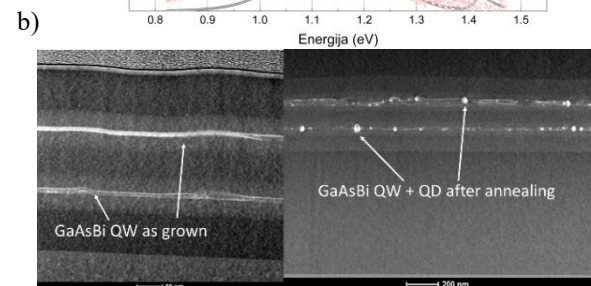 0.8 0.9 1.0 1.1 1.2 1.3 1.4 1.5
Energija (eV)
b)
GaAsBi QW as grown
GaAsBi QW + QD after annealing
200 nm